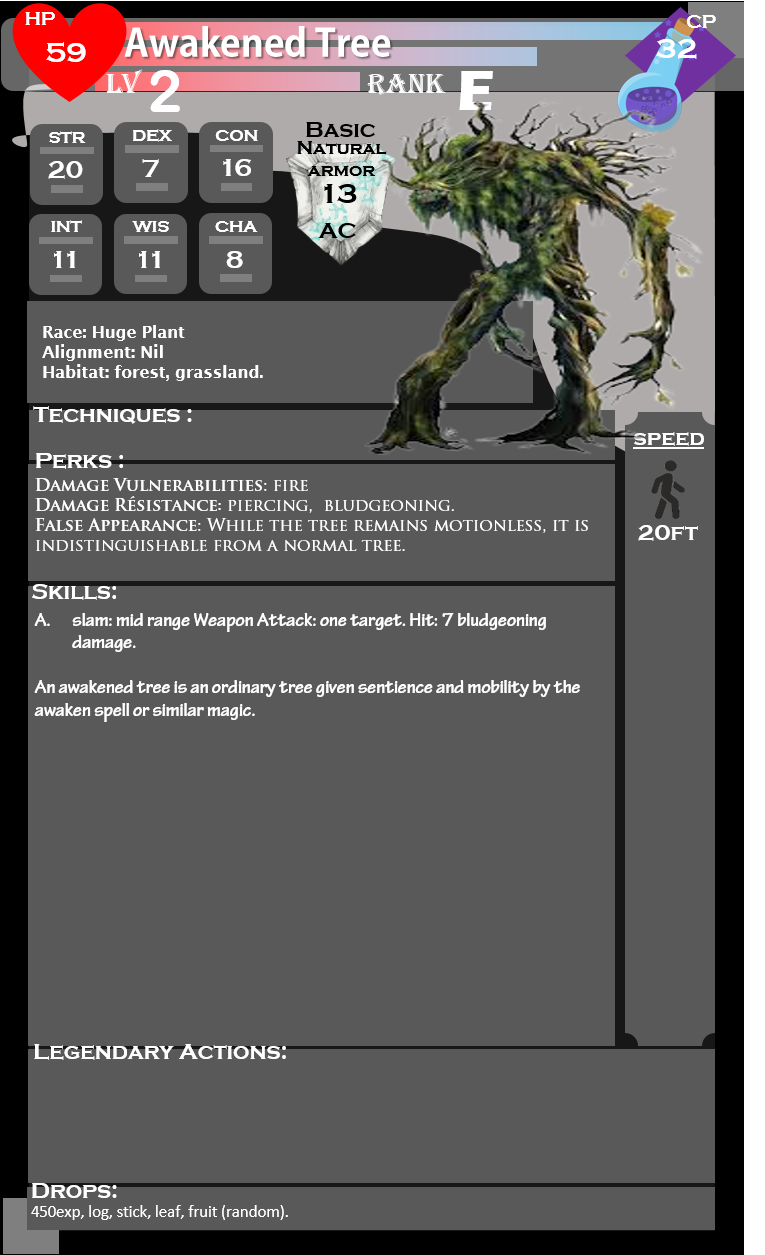 HP
59
Awakened Tree
CP
32
LV 2
RANK E
STR
20
DEX
7
CON
16
INT
11
WIS
11
CHA
8
Basic
Natural
armor
13
AC
Race: Huge Plant
Alignment: Nil
Habitat: forest, grassland.
Techniques :
Perks :
Damage Vulnerabilities: fire
Damage Résistance: piercing, bludgeoning.
False Appearance: While the tree remains motionless, it is
indistinguishable from a normal tree.
SPEED
20FT
Skills:
A. slam: mid range Weapon Attack: one target. Hit: 7 bludgeoning
damage.
An awakened tree is an ordinary tree given sentience and mobility by the
awaken spell or similar magic.
Legendary Actions:
Drops:
450exp, log, stick, leaf, fruit (random).